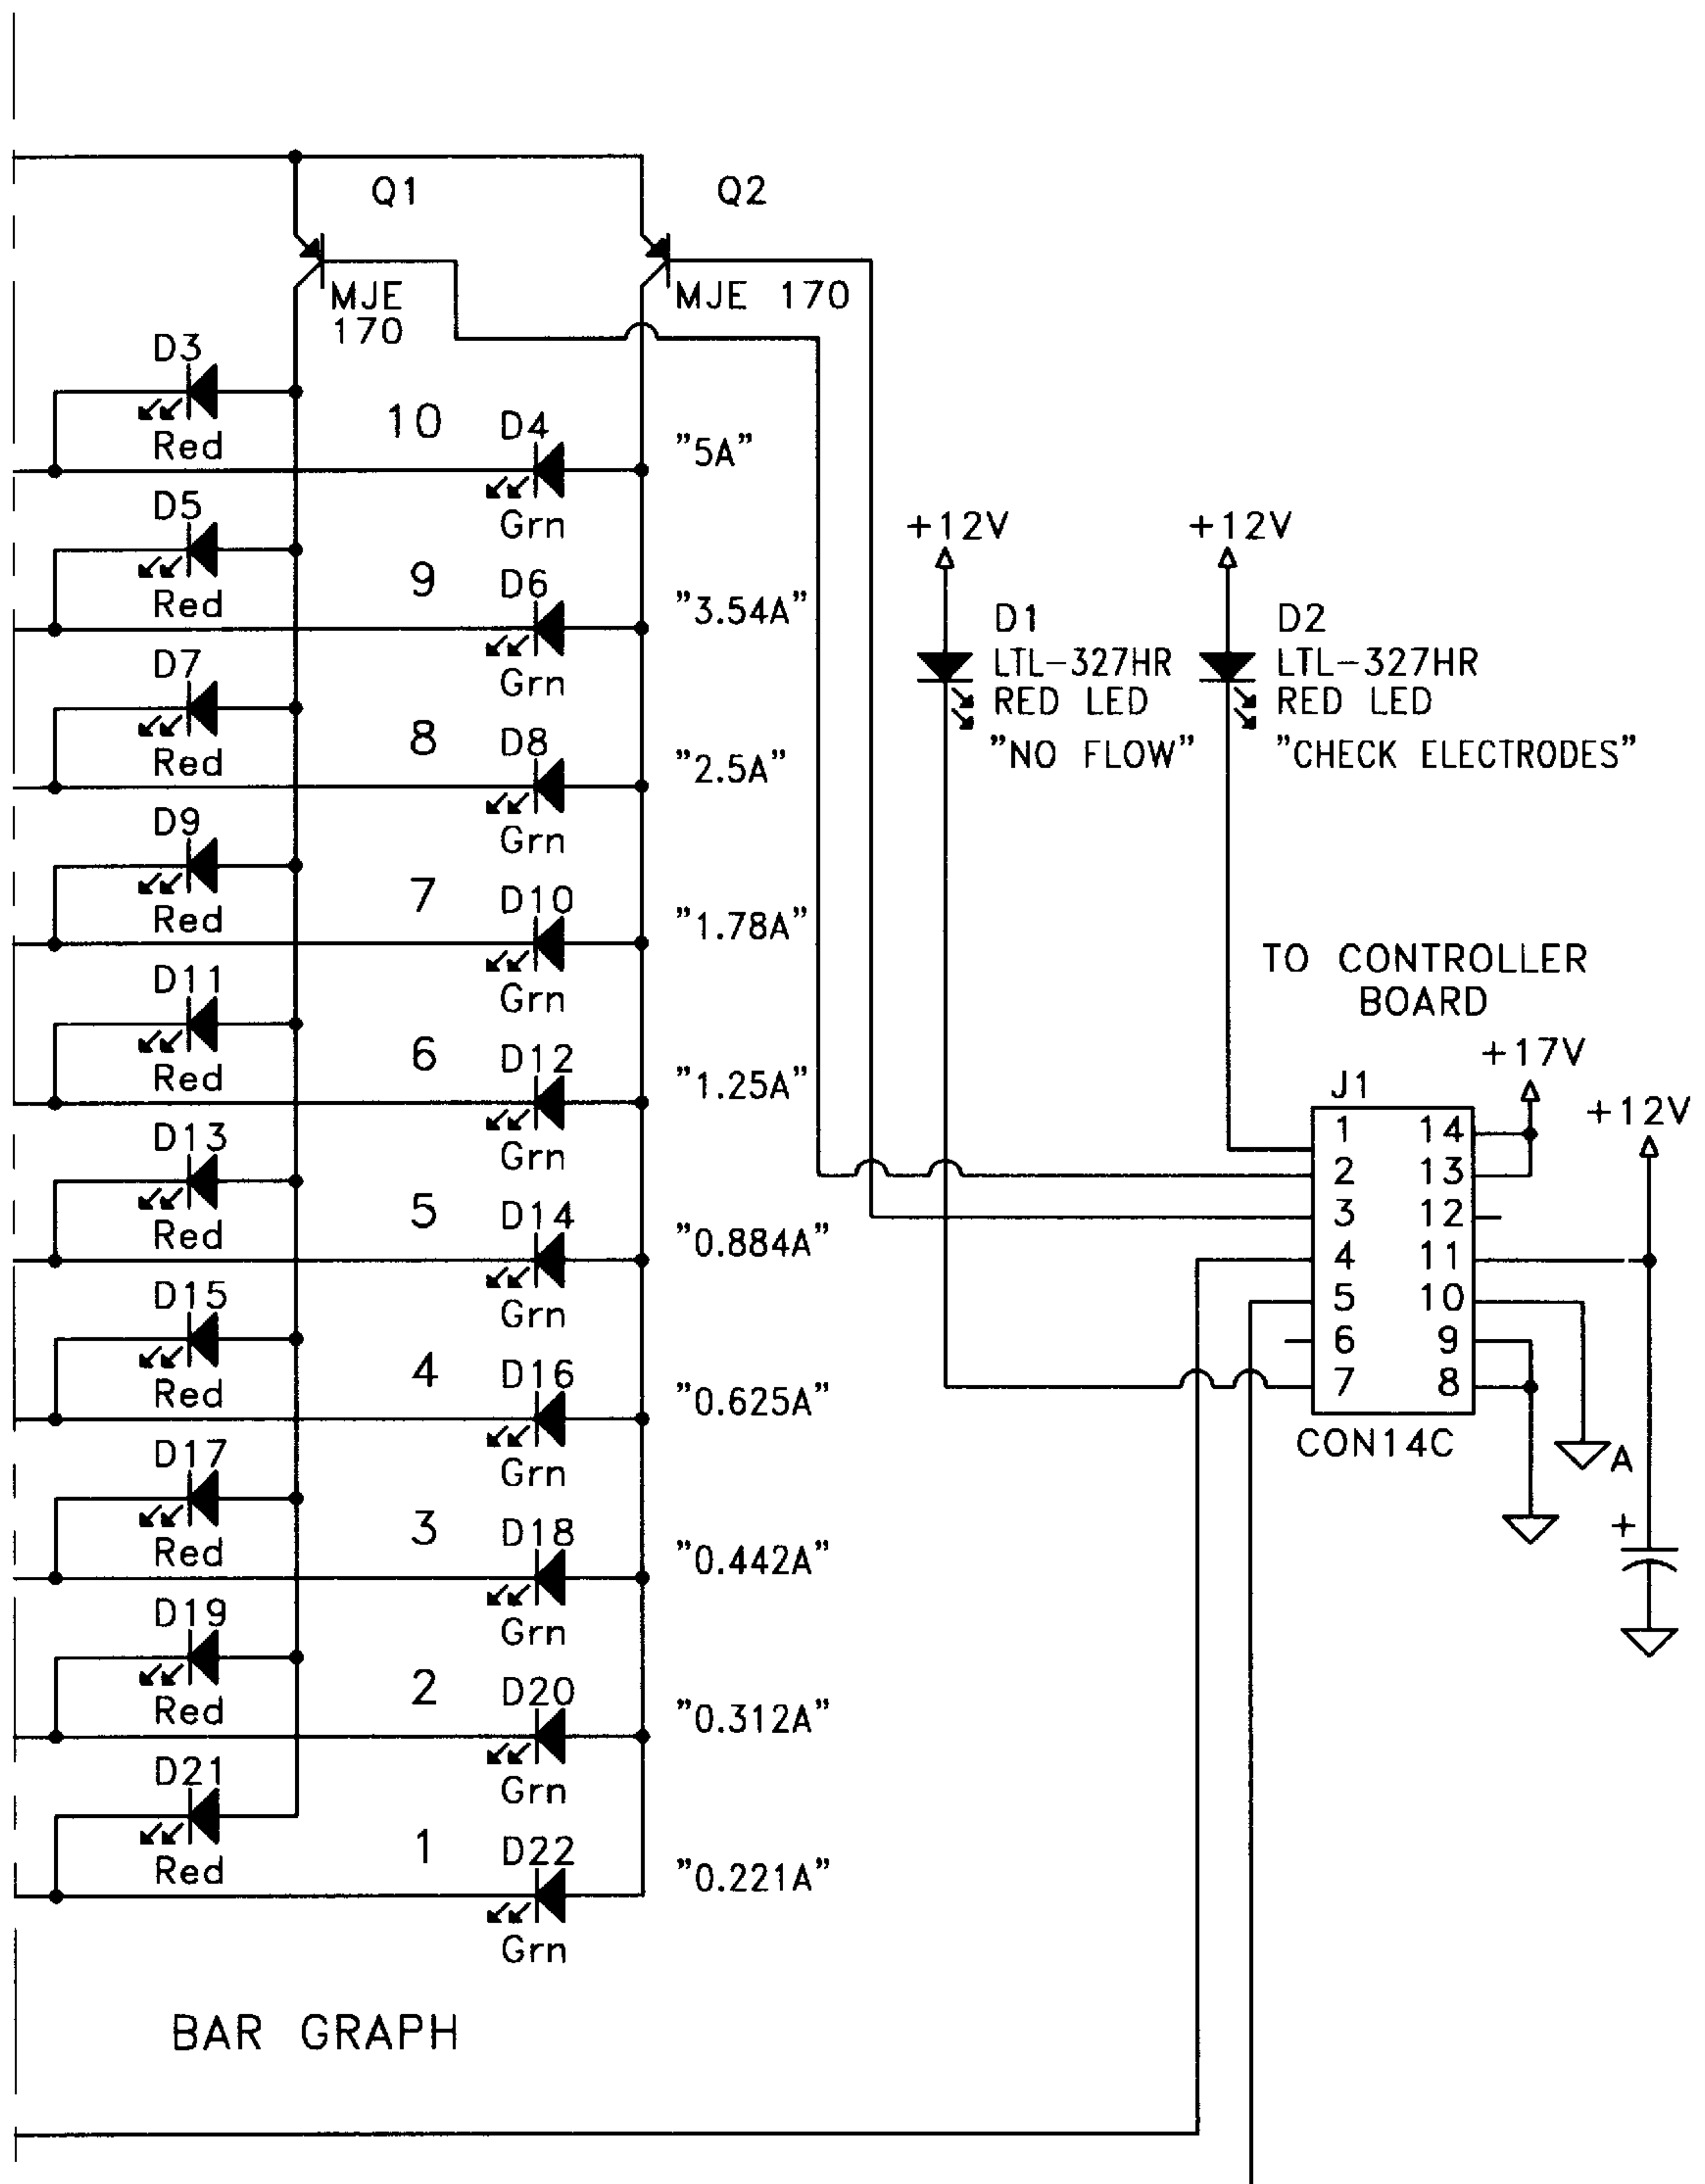 Q1
Q2
MJE
170
MJE 170
D3
Red
10
D4
Grn
"5A"
D5
Red
9
D6
Grn
"3.54A"
D7
Red
8
D8
Grn
"2.5A"
D9
Red
7
D10
Grn
"1.78A"
D11
Red
6
D12
Grn
"1.25A"
D13
Red
5
D14
Grn
"0.884A"
D15
Red
4
D16
Grn
"0.625A"
D17
Red
3
D18
Grn
"0.442A"
D19
Red
2
D20
Grn
"0.312A"
D21
Red
1
D22
Grn
"0.221A"
BAR GRAPH
+12V
D1
LTL-327HR
RED LED
"NO FLOW"
+12V
D2
LTL-327HR
RED LED
"CHECK ELECTRODES"
TO CONTROLLER
BOARD
+17V
+12V
J1
1 14
2 13
3 12
4 11
5 10
6 9
7 8
CON14C
A
+